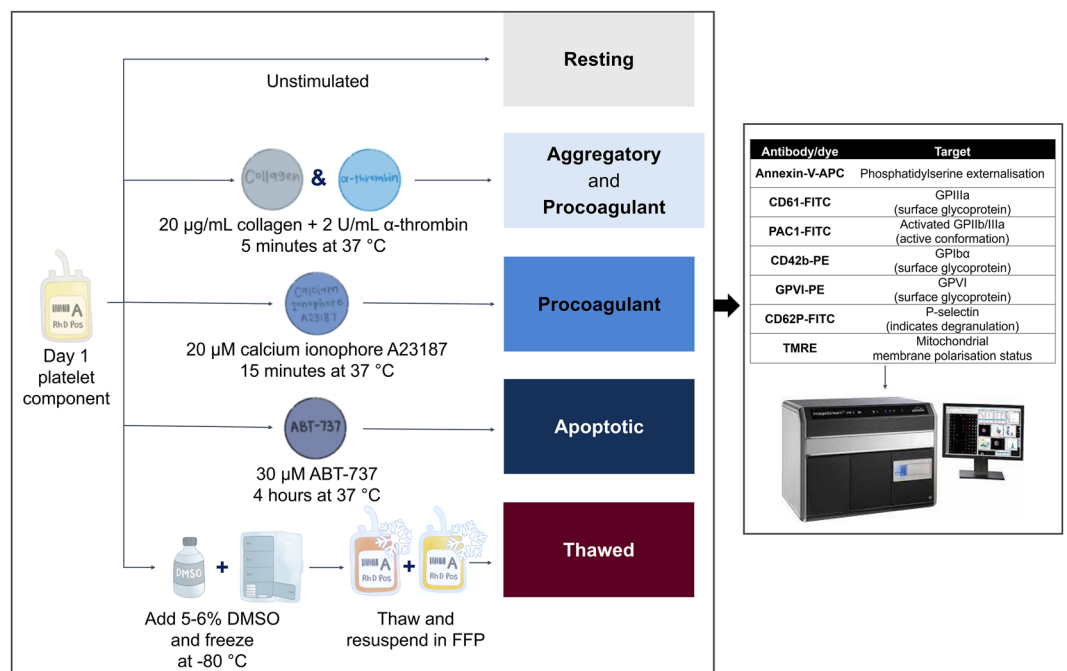 Unstimulated
Resting
Collagen
&
α-thrombin
20 µg/mL collagen + 2 U/mL α-thrombin
5 minutes at 37 °C
Aggregatory
and
Procoagulant
A
Rh D Pos
Day 1
platelet
component
Calcium
Ionophore
A23187
20 µM calcium ionophore A23187
15 minutes at 37 °C
Procoagulant
ABT-737
30 µM ABT-737
4 hours at 37 °C
Apoptotic
DMSO
+
Add 5-6% DMSO
and freeze
at -80 °C
A
Rh D Pos
+
A
Rh D Pos
Thaw and
resuspend in FFP
Thawed
Antibody/dye Target
Annexin-V-APC Phosphatidylserine externalisation
CD61-FITC GPIIIa
(surface glycoprotein)
PAC1-FITC Activated GPIIb/IIIa
(active conformation)
CD42b-PE GPIbα
(surface glycoprotein)
GPVI-PE GPVI
(surface glycoprotein)
CD62P-FITC P-selectin
(indicates degranulation)
TMRE Mitochondrial
membrane polarisation status